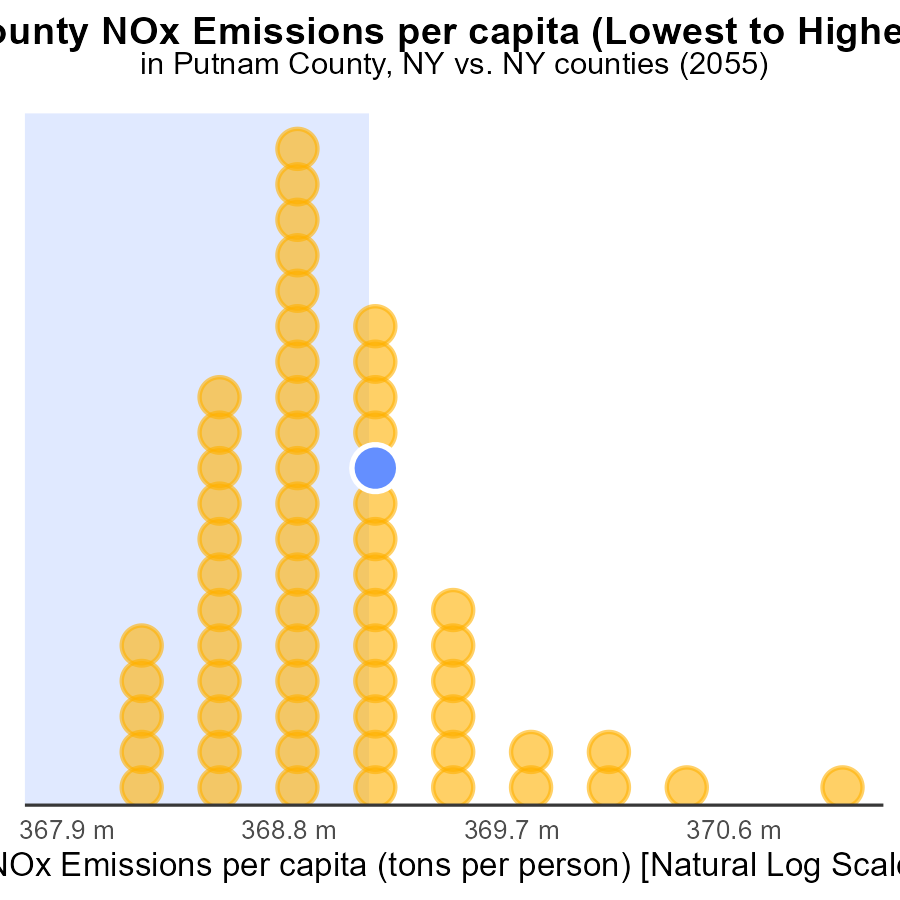 ounty NOx Emissions per capita (Lowest to Highe
in Putnam County, NY vs. NY counties (2055)
367.9 m 368.8 m 369.7 m 370.6 m
NOx Emissions per capita (tons per person) [Natural Log Scale